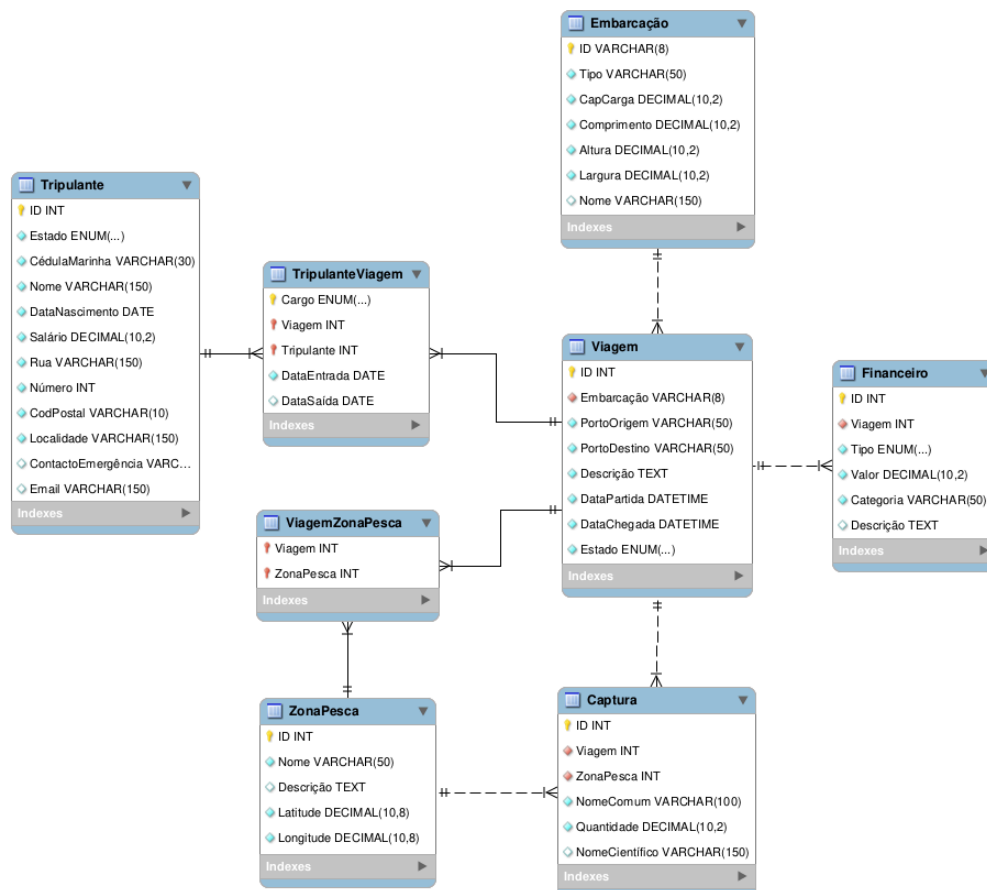 Embarcação
ID VARCHAR(8)
Tipo VARCHAR(50)
CapCarga DECIMAL(10,2)
Comprimento DECIMAL(10,2)
Altura DECIMAL(10,2)
Largura DECIMAL(10,2)
Nome VARCHAR(150)
Indexes
Tripulante
ID INT
Estado ENUM(...)
CédulaMarinha VARCHAR(30)
Nome VARCHAR(150)
DataNascimento DATE
Salário DECIMAL(10,2)
Rua VARCHAR(150)
Número INT
CodPostal VARCHAR(10)
Localidade VARCHAR(150)
ContactoEmergência VARC...
Email VARCHAR(150)
Indexes
TripulanteViagem
Cargo ENUM(...)
Viagem INT
Tripulante INT
DataEntrada DATE
DataSaída DATE
Indexes
Viagem
ID INT
Embarcação VARCHAR(8)
PortoOrigem VARCHAR(50)
PortoDestino VARCHAR(50)
Descrição TEXT
DataPartida DATETIME
DataChegada DATETIME
Estado ENUM(...)
Indexes
Financeiro
ID INT
Viagem INT
Tipo ENUM(...)
Valor DECIMAL(10,2)
Categoria VARCHAR(50)
Descrição TEXT
Indexes
ViagemZonaPesca
Viagem INT
ZonaPesca INT
Indexes
ZonaPesca
ID INT
Nome VARCHAR(50)
Descrição TEXT
Latitude DECIMAL(10,8)
Longitude DECIMAL(10,8)
Indexes
Captura
ID INT
Viagem INT
ZonaPesca INT
NomeComum VARCHAR(100)
Quantidade DECIMAL(10,2)
NomeCientífico VARCHAR(150)
Indexes